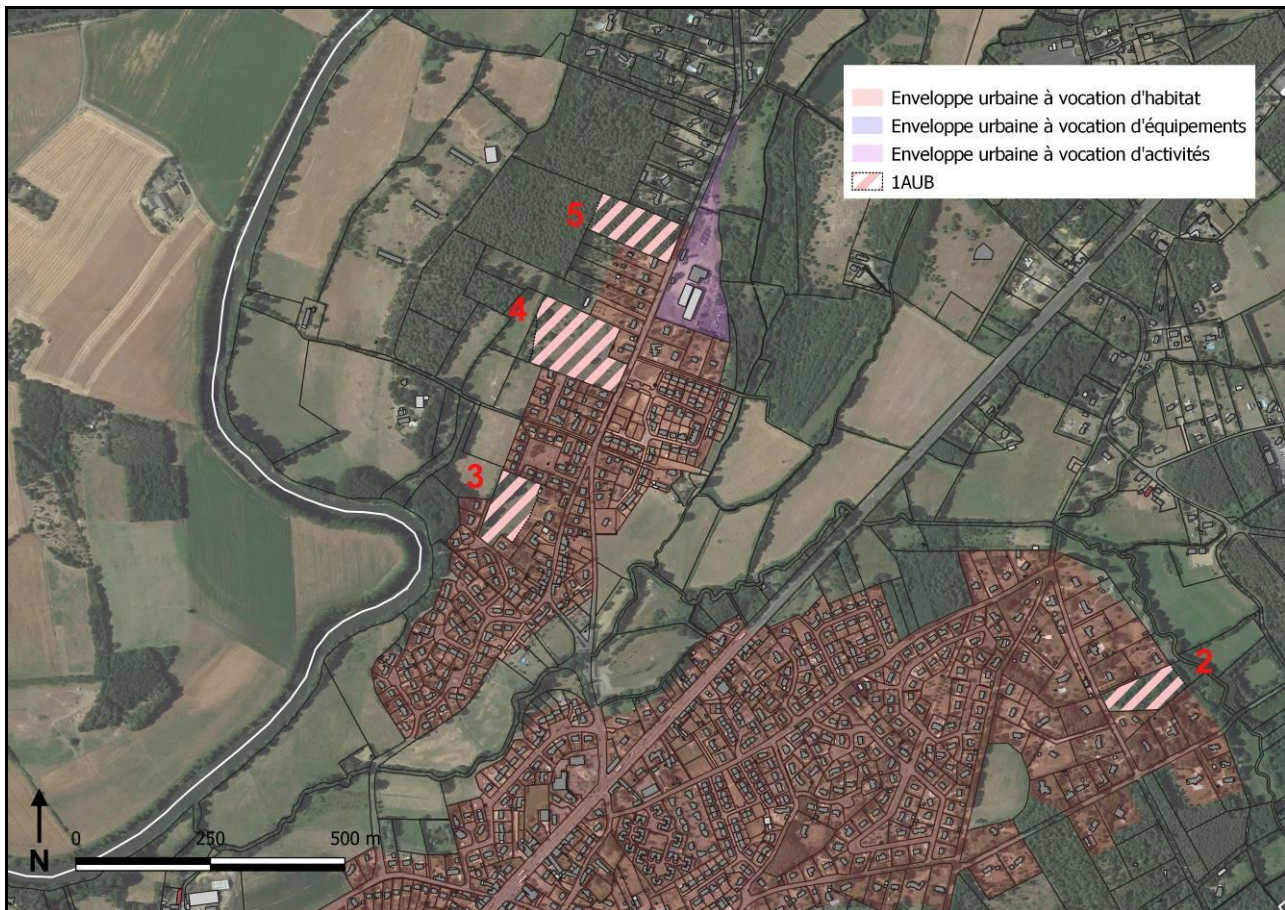 Enveloppe urbaine à vocation d'habitat
Enveloppe urbaine à vocation d'équipements
Enveloppe urbaine à vocation d'activités
1AUB
5
4
3
2
0 250 500 m
N